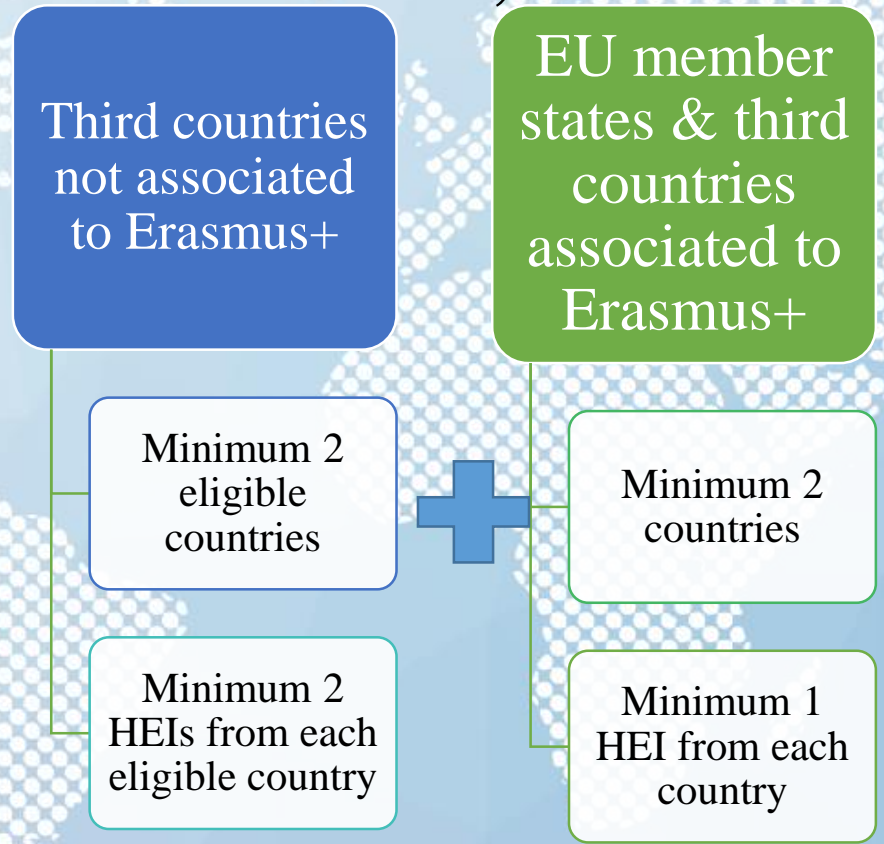 Third countries
not associated
to Erasmus+
Minimum 2
eligible
countries
Minimum 2
HEIs from each
eligible country
EU member
states & third
countries
associated to
Erasmus+
Minimum 2
countries
Minimum 1
HEI from each
country